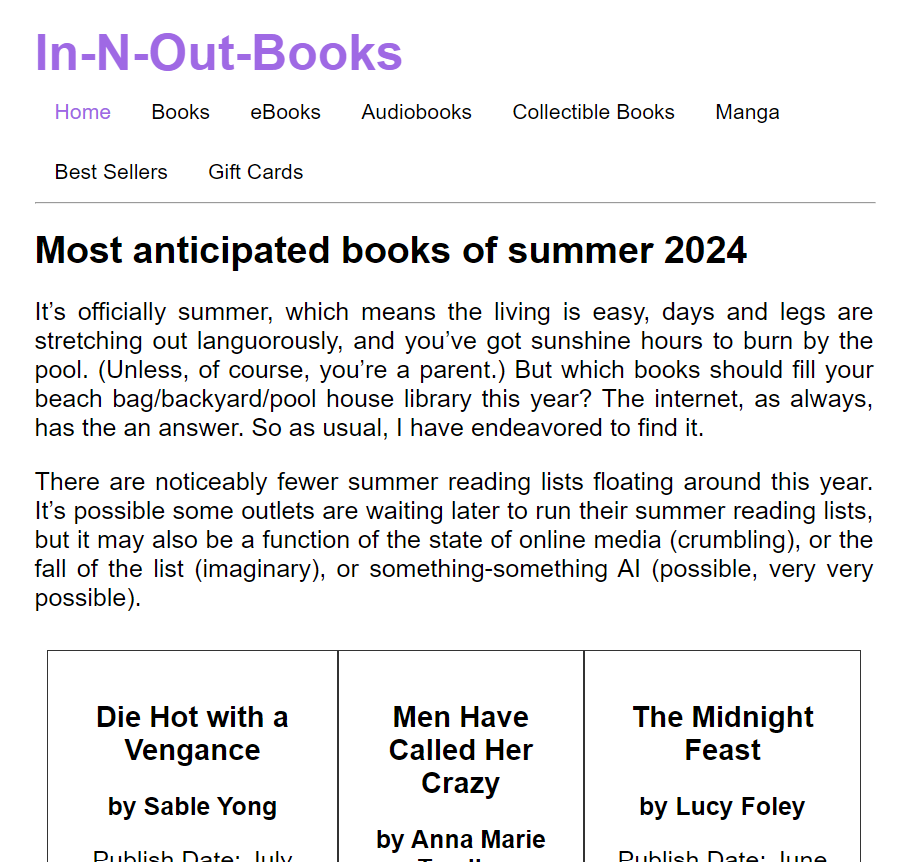 In-N-Out-Books
Home Books eBooks Audiobooks Collectible Books Manga
Best Sellers Gift Cards
Most anticipated books of summer 2024
It’s officially summer, which means the living is easy, days and legs are
stretching out languorously, and you’ve got sunshine hours to burn by the
pool. (Unless, of course, you’re a parent.) But which books should fill your
beach bag/backyard/pool house library this year? The internet, as always,
has the an answer. So as usual, I have endeavored to find it.
There are noticeably fewer summer reading lists floating around this year.
It’s possible some outlets are waiting later to run their summer reading lists,
but it may also be a function of the state of online media (crumbling), or the
fall of the list (imaginary), or something-something AI (possible, very very
possible).
Die Hot with a
Vengance
by Sable Yong
Publish Date: July
Men Have
Called Her
Crazy
by Anna Marie
The Midnight
Feast
by Lucy Foley
Publish Date: June